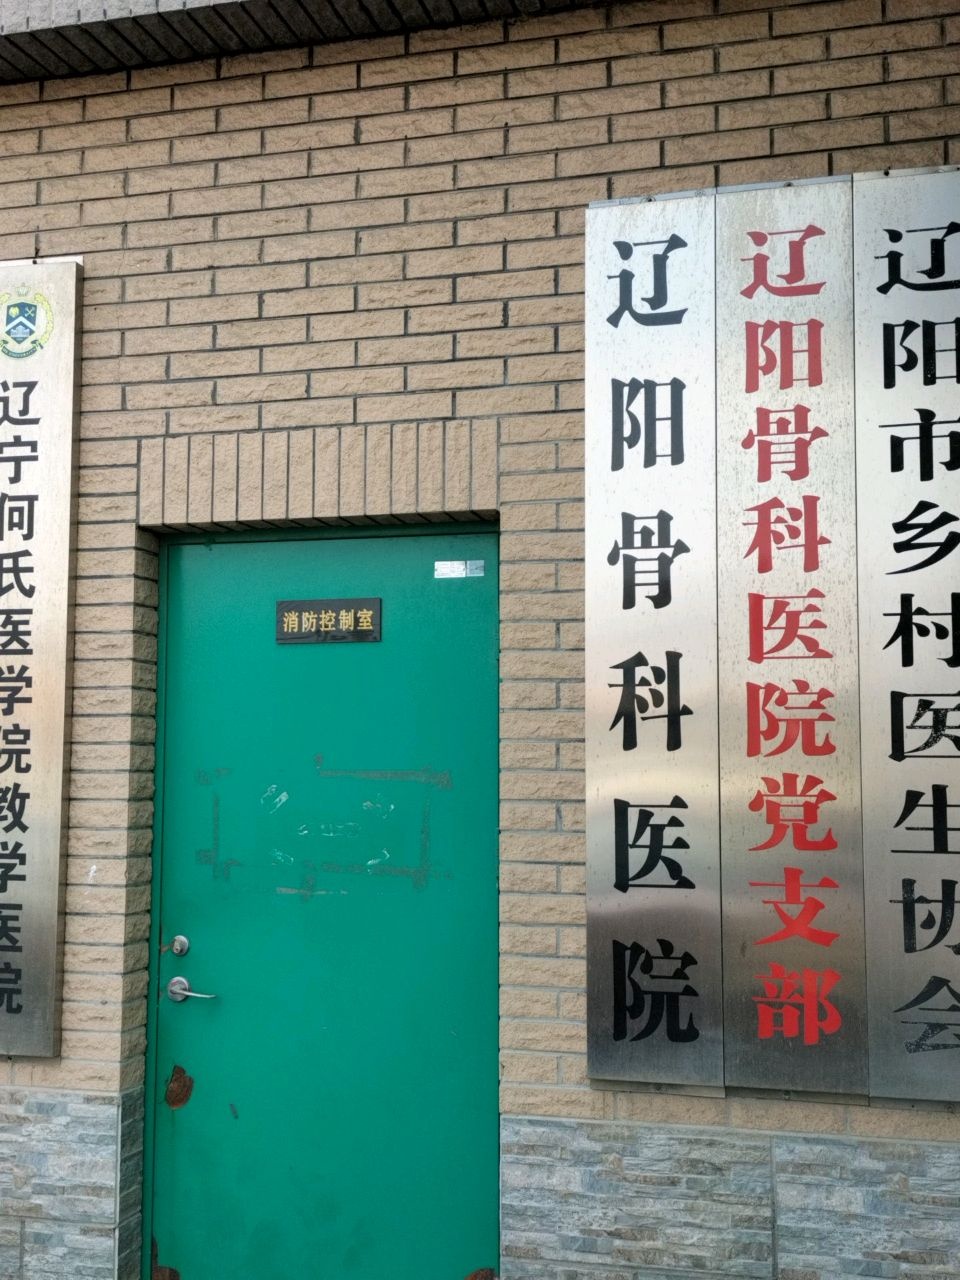 辽宁何氏医学院教学医院
消防控制室
辽阳骨科医院
辽阳骨科医院党支部
辽阳市乡村医生协会